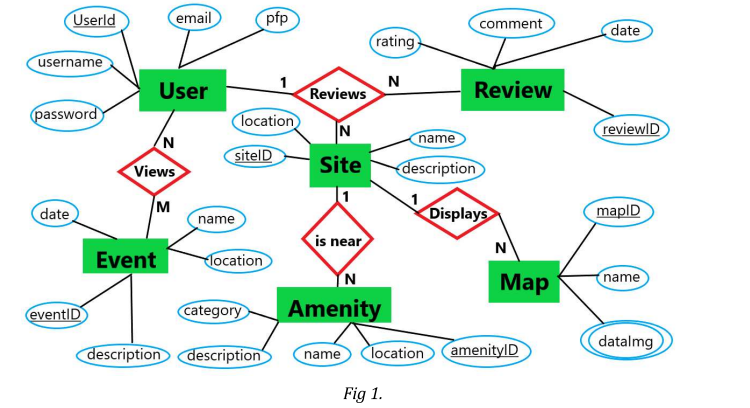 UserId
email
pfp
comment
rating
date
username
User
1
Reviews
N
Review
password
location
N
reviewID
siteID
Site
name
description
N
Views
M
1
1
Displays
mapID
date
name
is near
N
Event
location
Map
name
N
eventID
category
Amenity
dataImg
description
description
name
location
amenityID
Fig 1.